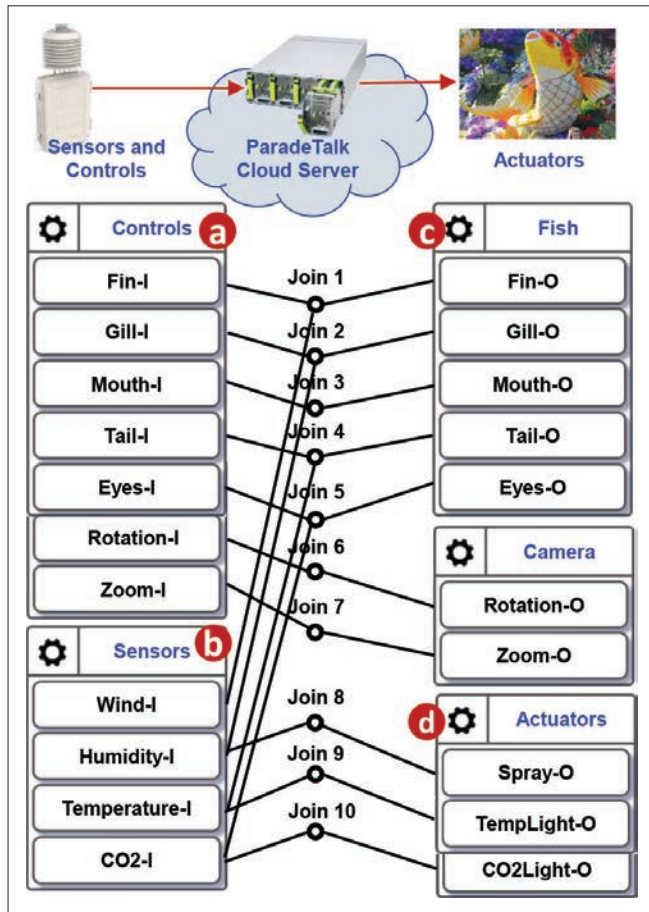 Sensors and
Controls
ParadeTalk
Cloud Server
Actuators
Controls
a
Fin-I
Gill-I
Mouth-I
Tail-I
Eyes-I
Rotation-I
Zoom-I
b
Sensors
Wind-I
Humidity-I
Temperature-I
CO2-I
Join 1
Join 2
Join 3
Join 4
Join 5
Join 6
Join 7
Join 8
Join 9
Join 10
c
Fish
Fin-O
Gill-O
Mouth-O
Tail-O
Eyes-O
Camera
Rotation-O
Zoom-O
d
Actuators
Spray-O
TempLight-O
CO2Light-O